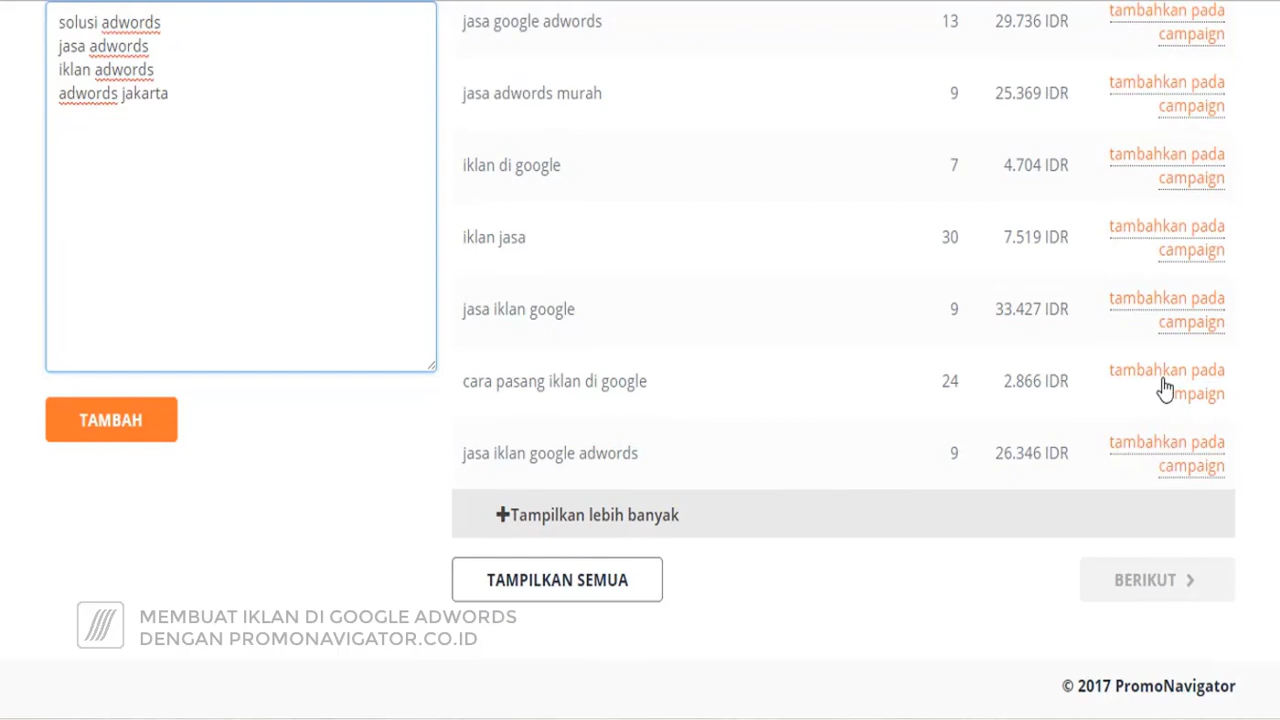 solusi adwords
jasa adwords
iklan adwords
adwords jakarta
TAMBAH
jasa google adwords 13 29.736 IDR tambahkan pada
campaign
jasa adwords murah 9 25.369 IDR tambahkan pada
campaign
iklan di google 7 4.704 IDR tambahkan pada
campaign
iklan jasa 30 7.519 IDR tambahkan pada
campaign
jasa iklan google 9 33.427 IDR tambahkan pada
campaign
cara pasang iklan di google 24 2.866 IDR tambahkan pada
mpaign
jasa iklan google adwords 9 26.346 IDR tambahkan pada
campaign
+Tampilkan lebih banyak
TAMPILKAN SEMUA BERIKUT >
MEMBUAT IKLAN DI GOOGLE ADWORDS
DENGAN PROMONAVIGATOR.CO.ID
© 2017 PromoNavigator